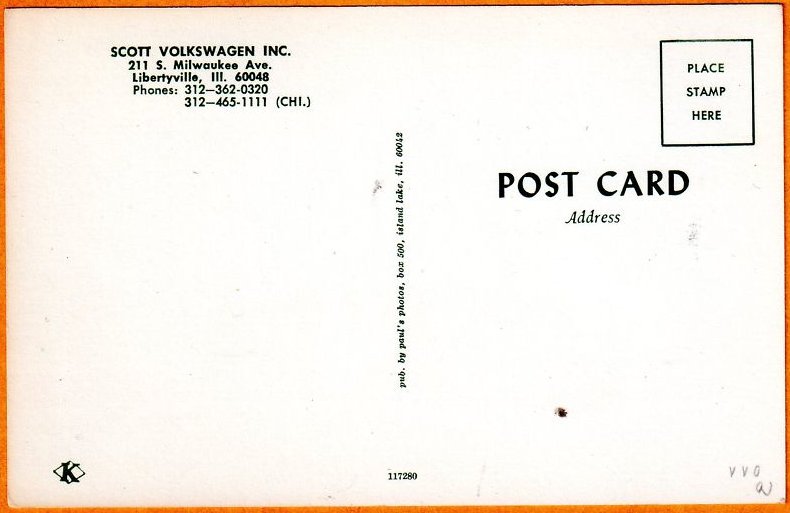 SCOTT VOLKSWAGEN INC.
211 S. Milwaukee Ave.
Libertyville, Ill. 60048
Phones: 312—362-0320
312—465-1111 (CHI.)
PLACE
STAMP
HERE
POST CARD
Address
pub. by paul's photos, box 500, island lake, ill. 60042
K
117280